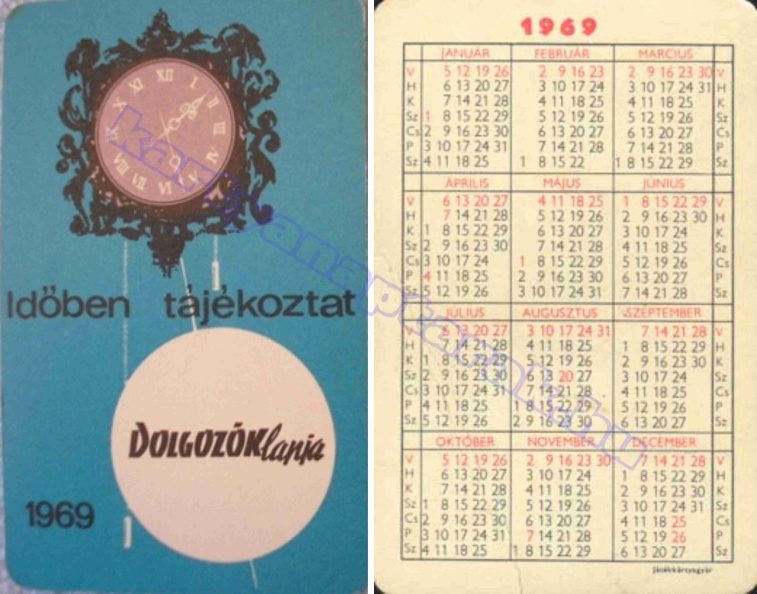 XI XII I
X II
III
IV
VIII VII VI
Időben tájékoztat
DOLGOZÓK lapja
1969
kartyanaptarak.hu
1969
JANUÁR FEBRUÁR MÁRCIUS
V 5 12 19 26 2 9 16 23 2 9 16 23 30 V
H 6 13 20 27 3 10 17 24 3 10 17 24 31 H
K 7 14 21 28 4 11 18 25 4 11 18 25 K
Sz 1 8 15 22 29 5 12 19 26 5 12 19 26 Sz
Cs 2 9 16 23 30 6 13 20 27 6 13 20 27 Cs
P 3 10 17 24 31 7 14 21 28 7 14 21 28 P
Sz 4 11 18 25 1 8 15 22 1 8 15 22 29 Sz
ÁPRILIS MÁJUS JÚNIUS
V 6 13 20 27 4 11 18 25 1 8 15 22 29 V
H 7 14 21 28 5 12 19 26 2 9 16 23 30 H
K 1 8 15 22 29 6 13 20 27 3 10 17 24 K
Sz 2 9 16 23 30 7 14 21 28 4 11 18 25 Sz
Cs 3 10 17 24 1 8 15 22 29 5 12 19 26 Cs
P 4 11 18 25 2 9 16 23 30 6 13 20 27 P
Sz 5 12 19 26 3 10 17 24 31 7 14 21 28 Sz
JÚLIUS AUGUSZTUS SZEPTEMBER
V 6 13 20 27 3 10 17 24 31 7 14 21 28 V
H 7 14 21 28 4 11 18 25 1 8 15 22 29 H
K 1 8 15 22 29 5 12 19 26 2 9 16 23 30 K
Sz 2 9 16 23 30 6 13 20 27 3 10 17 24 Sz
Cs 3 10 17 24 31 7 14 21 28 4 11 18 25 Cs
P 4 11 18 25 1 8 15 22 29 5 12 19 26 P
Sz 5 12 19 26 2 9 16 23 30 6 13 20 27 Sz
OKTÓBER NOVEMBER DECEMBER
V 5 12 19 26 2 9 16 23 30 7 14 21 28 V
H 6 13 20 27 3 10 17 24 1 8 15 22 29 H
K 7 14 21 28 4 11 18 25 2 9 16 23 30 K
Sz 1 8 15 22 29 5 12 19 26 3 10 17 24 31 Sz
Cs 2 9 16 23 30 6 13 20 27 4 11 18 25 Cs
P 3 10 17 24 31 7 14 21 28 5 12 19 26 P
Sz 4 11 18 25 1 8 15 22 29 6 13 20 27 Sz
Játékkártyagyár